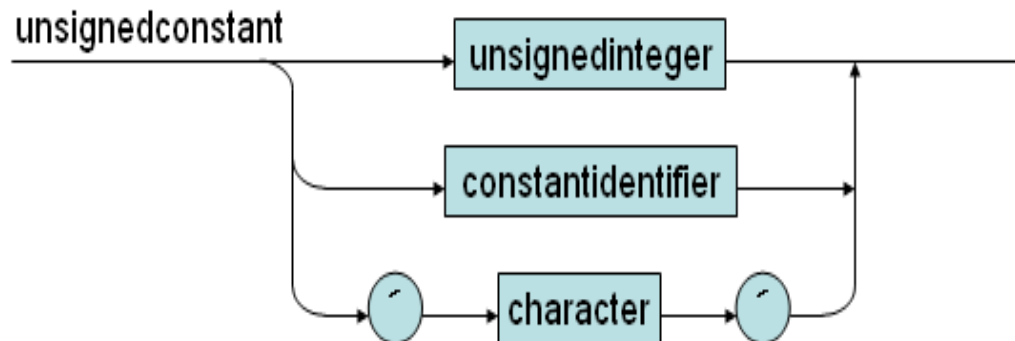 unsignedconstant
unsignedinteger
constantidentifier
' character '